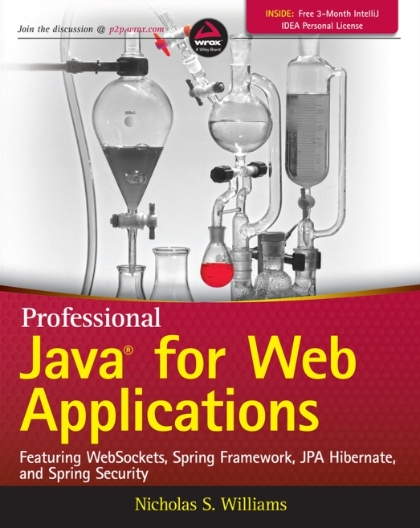 Join the discussion @ p2p.wrox.com
wrox
A Wiley Brand
INSIDE: Free 3-Month IntelliJ
IDEA Personal License
Professional
Java® for Web
Applications
Featuring WebSockets, Spring Framework, JPA Hibernate,
and Spring Security
Nicholas S. Williams